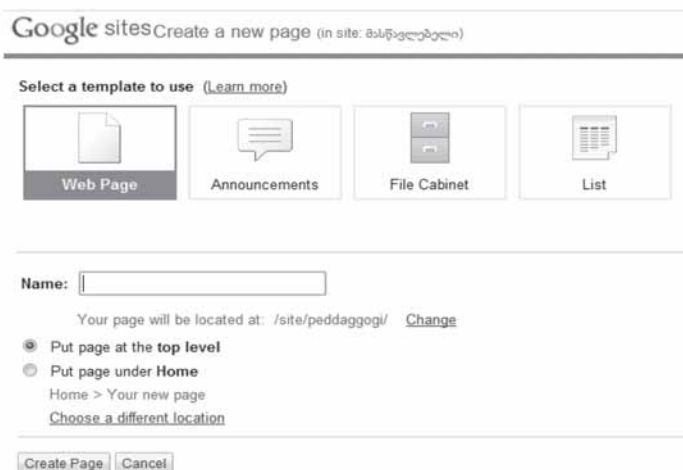 Google sites Create a new page (in site: მასწავლებელი)
Select a template to use (Learn more)
Web Page Announcements File Cabinet List
Name:
Your page will be located at: /site/peddaggogi/ Change
Put page at the top level
Put page under Home
Home > Your new page
Choose a different location
Create Page Cancel